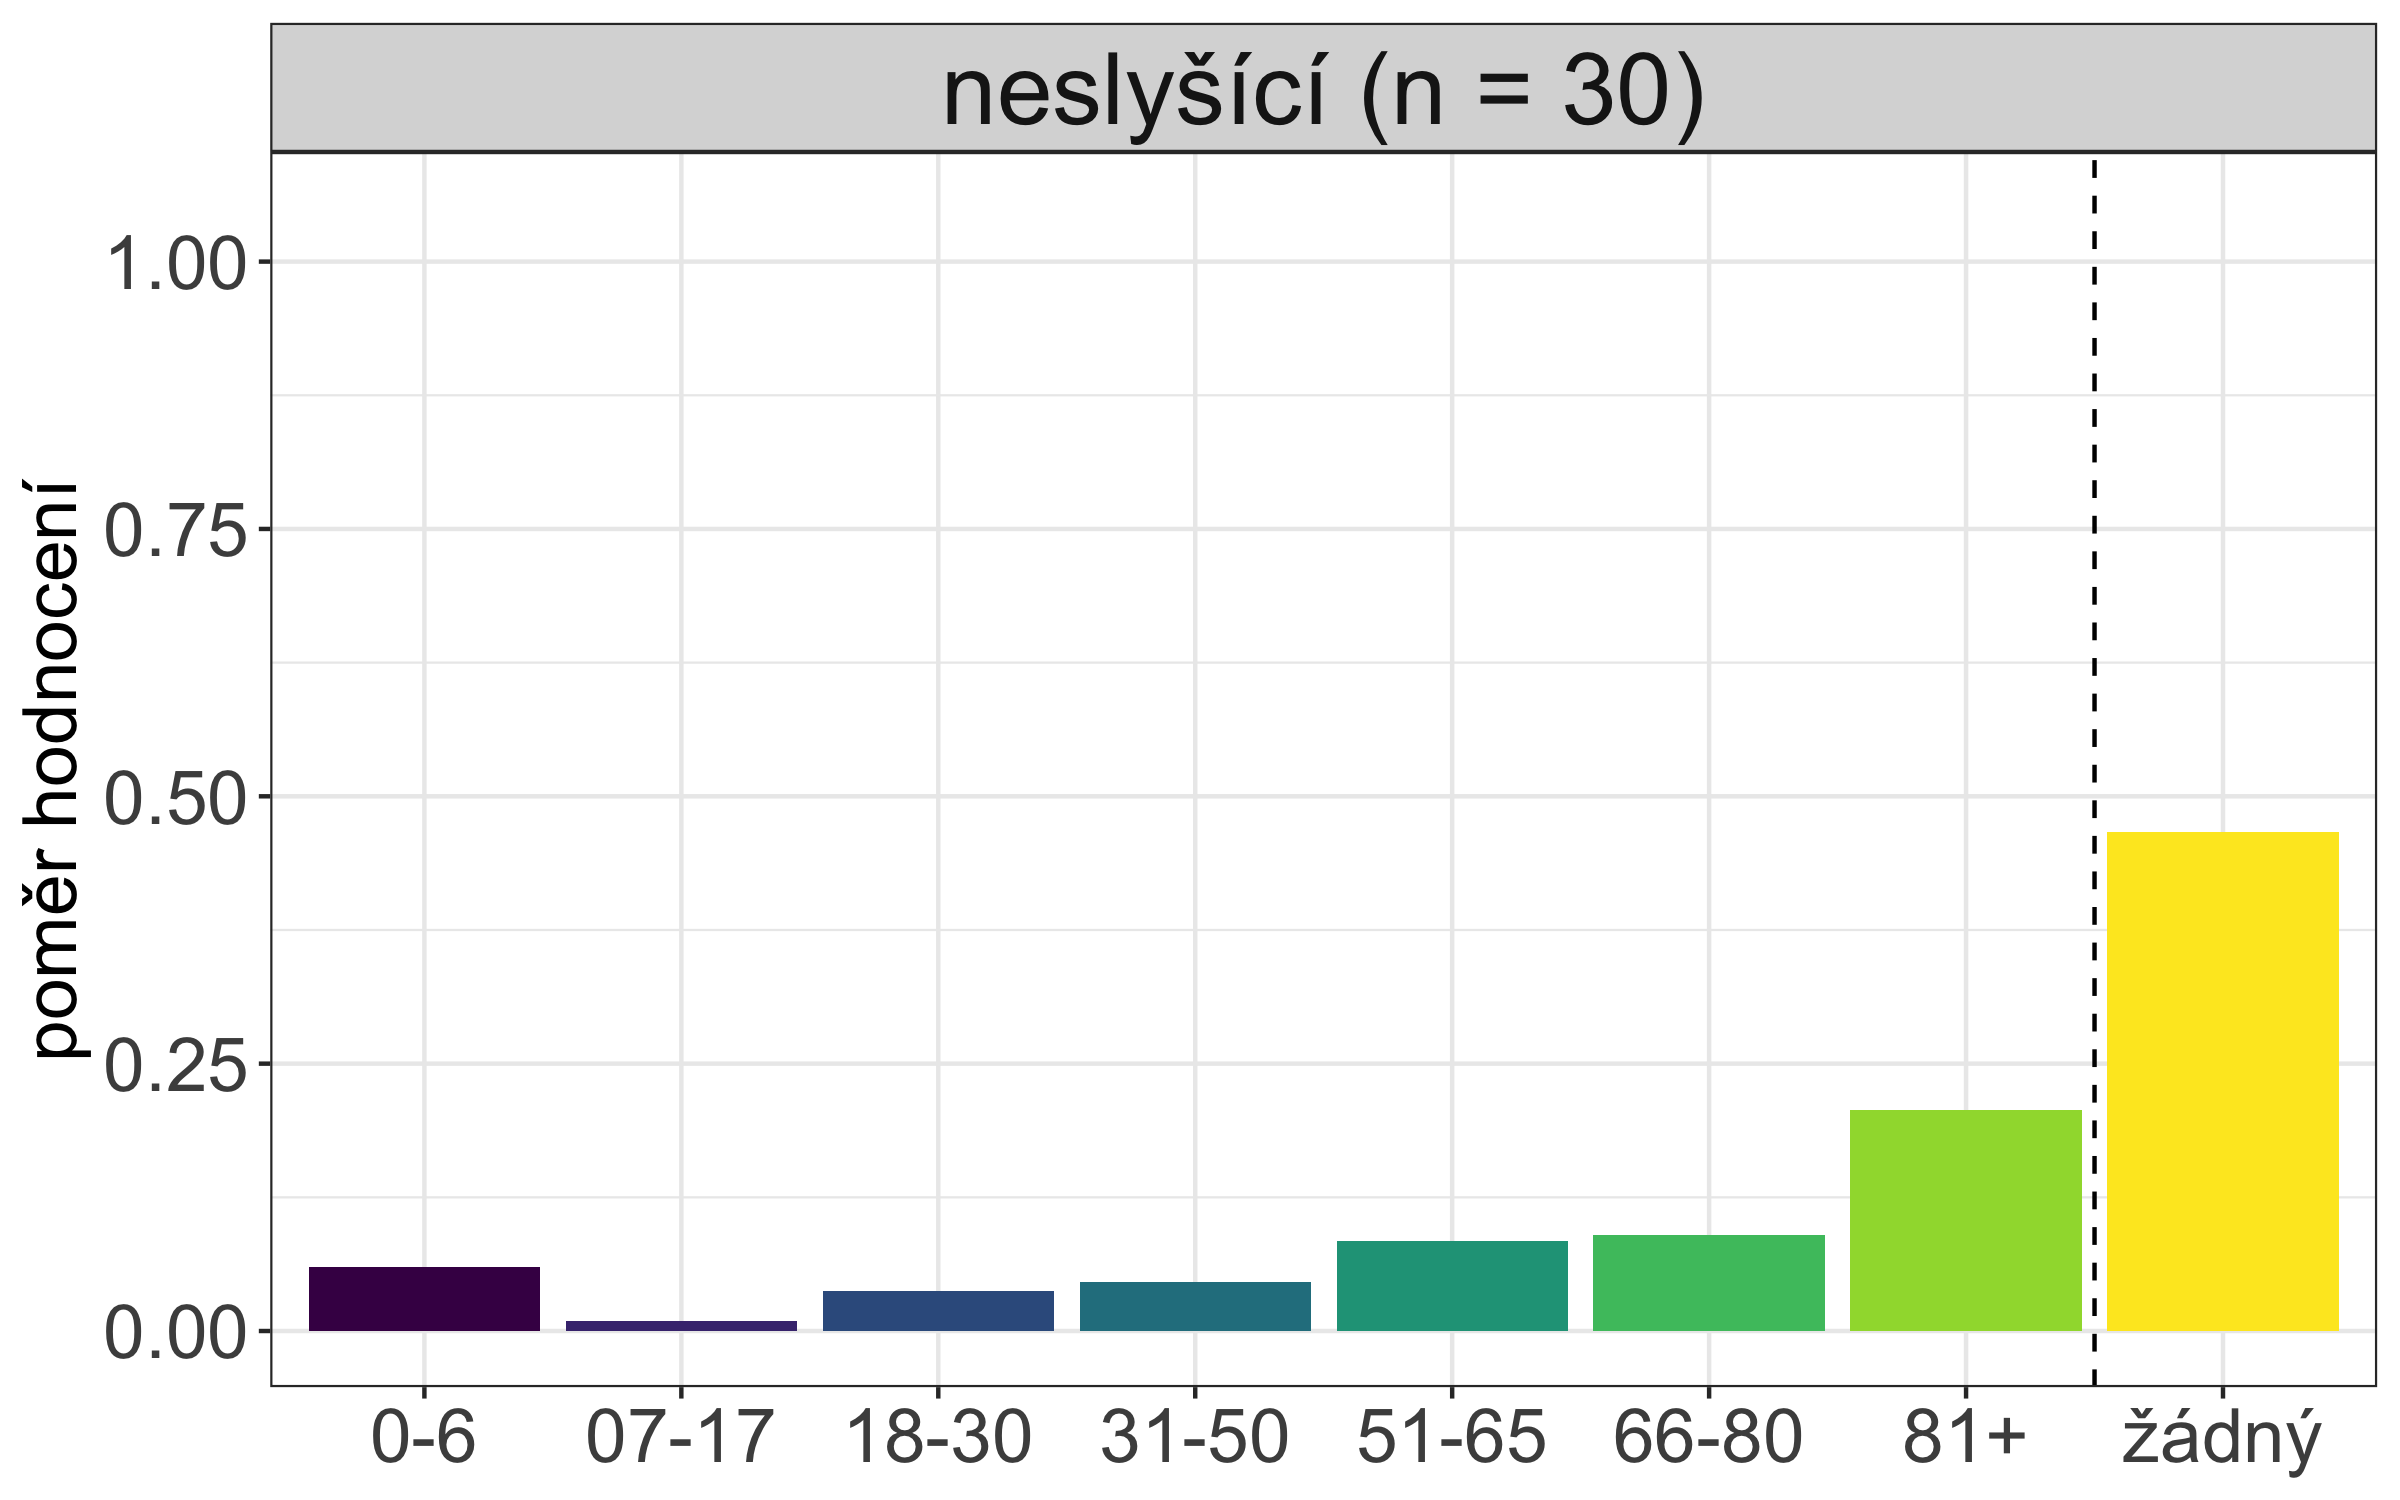 neslyšící (n = 30)
poměr hodnocení
1.00
0.75
0.50
0.25
0.00
0-6 07-17 18-30 31-50 51-65 66-80 81+ žádný